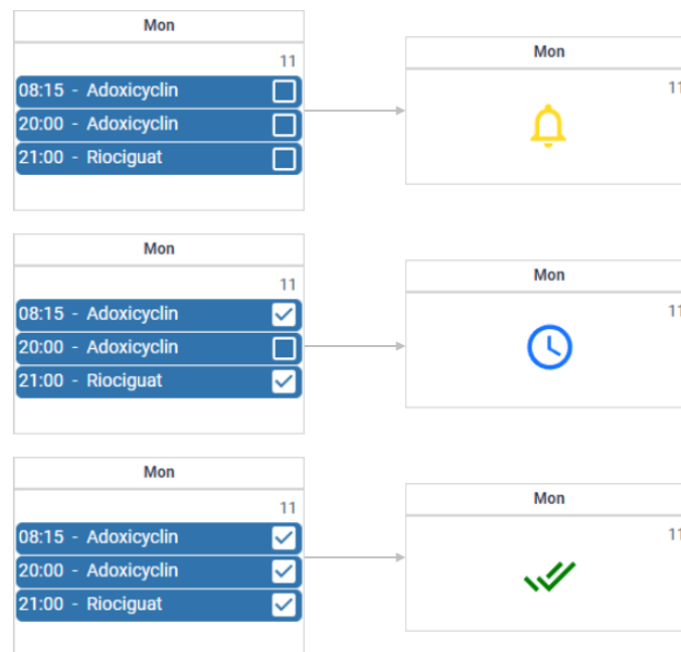 Mon
11
08:15 - Adoxicyclin
20:00 - Adoxicyclin
21:00 - Riociguat
Mon
11
Mon
11
08:15 - Adoxicyclin
20:00 - Adoxicyclin
21:00 - Riociguat
Mon
11
Mon
11
08:15 - Adoxicyclin
20:00 - Adoxicyclin
21:00 - Riociguat
Mon
11